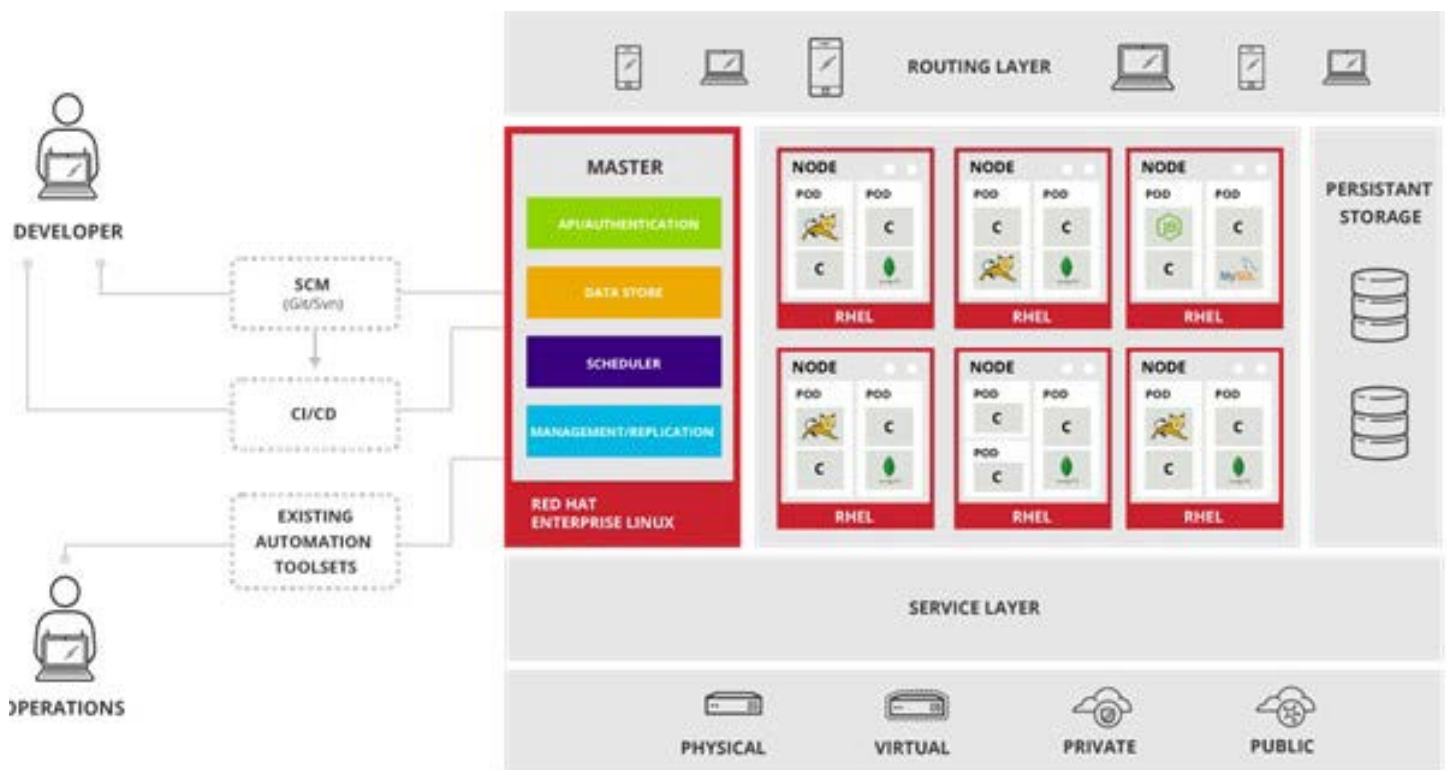 ROUTING LAYER
DEVELOPER
SCM
(Git/Svn)
CI/CD
EXISTING
AUTOMATION
TOOLSETS
OPERATIONS
MASTER
API/AUTHENTICATION
DATA STORE
SCHEDULER
MANAGEMENT/REPLICATION
RED HAT
ENTERPRISE LINUX
NODE
POD POD
C
C
RHEL
NODE
POD POD
C C
RHEL
NODE
POD POD
JS C
C MySQL
RHEL
NODE
POD POD
C
C
RHEL
NODE
POD POD
C C
POD
C
RHEL
NODE
POD POD
C
C
RHEL
PERSISTANT
STORAGE
SERVICE LAYER
PHYSICAL
VIRTUAL
PRIVATE
PUBLIC